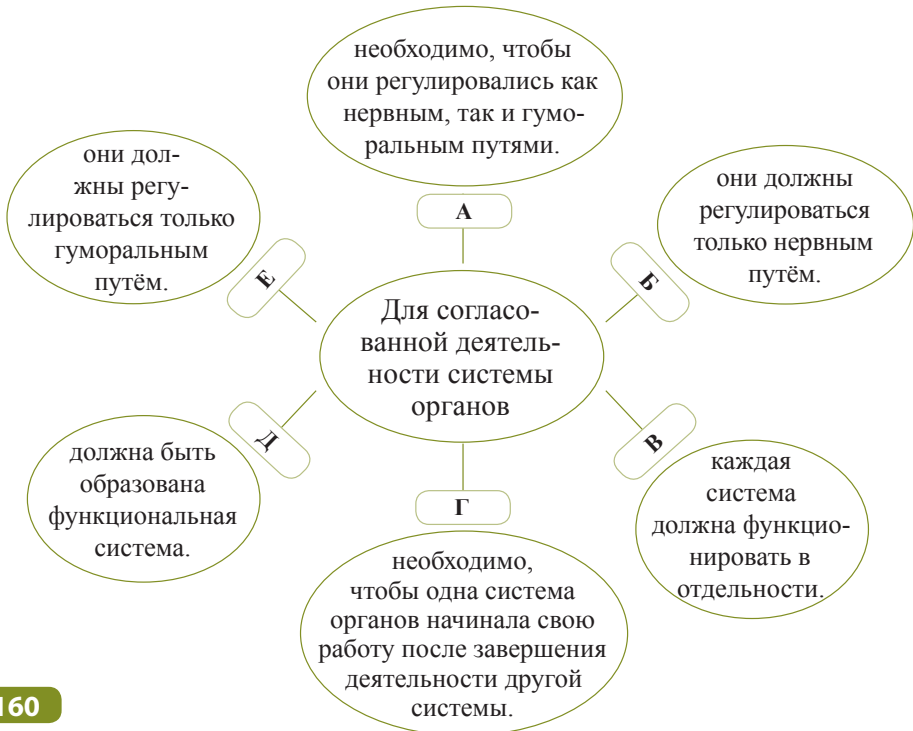 необходимо, чтобы
они регулировались как
нервным, так и гумо-
ральным путями.
А
они дол-
жны регу-
лироваться только
гуморальным
путём.
Е
они должны
регулироваться
только нервным
путём.
Б
Для согласо-
ванной деятель-
ности системы
органов
Д
должна быть
образована
функциональная
система.
В
каждая
система
должна функцио-
нировать в
отдельности.
Г
необходимо,
чтобы одна система
органов начинала свою
работу после завершения
деятельности другой
системы.
160